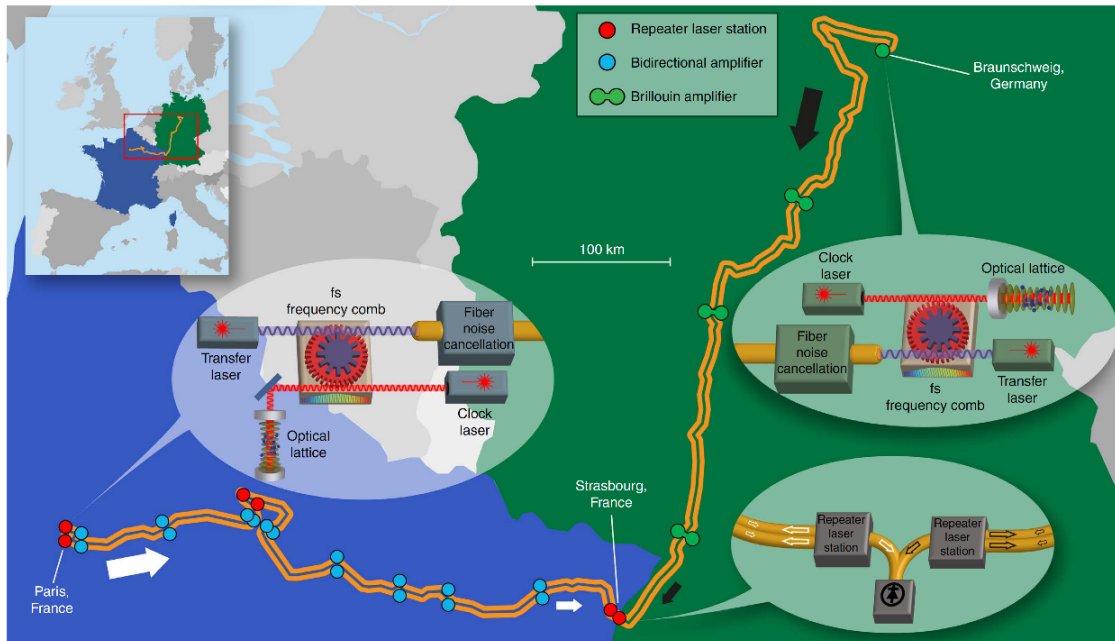 Repeater laser station
Bidirectional amplifier
Brillouin amplifier
Braunschweig,
Germany
100 km
fs
frequency comb
Transfer
laser
Fiber
noise
cancellation
Clock
laser
Optical
lattice
Clock
laser
Optical lattice
Fiber
noise
cancellation
fs
frequency comb
Transfer
laser
Strasbourg,
France
Paris,
France
Repeater
laser
station
Repeater
laser
station